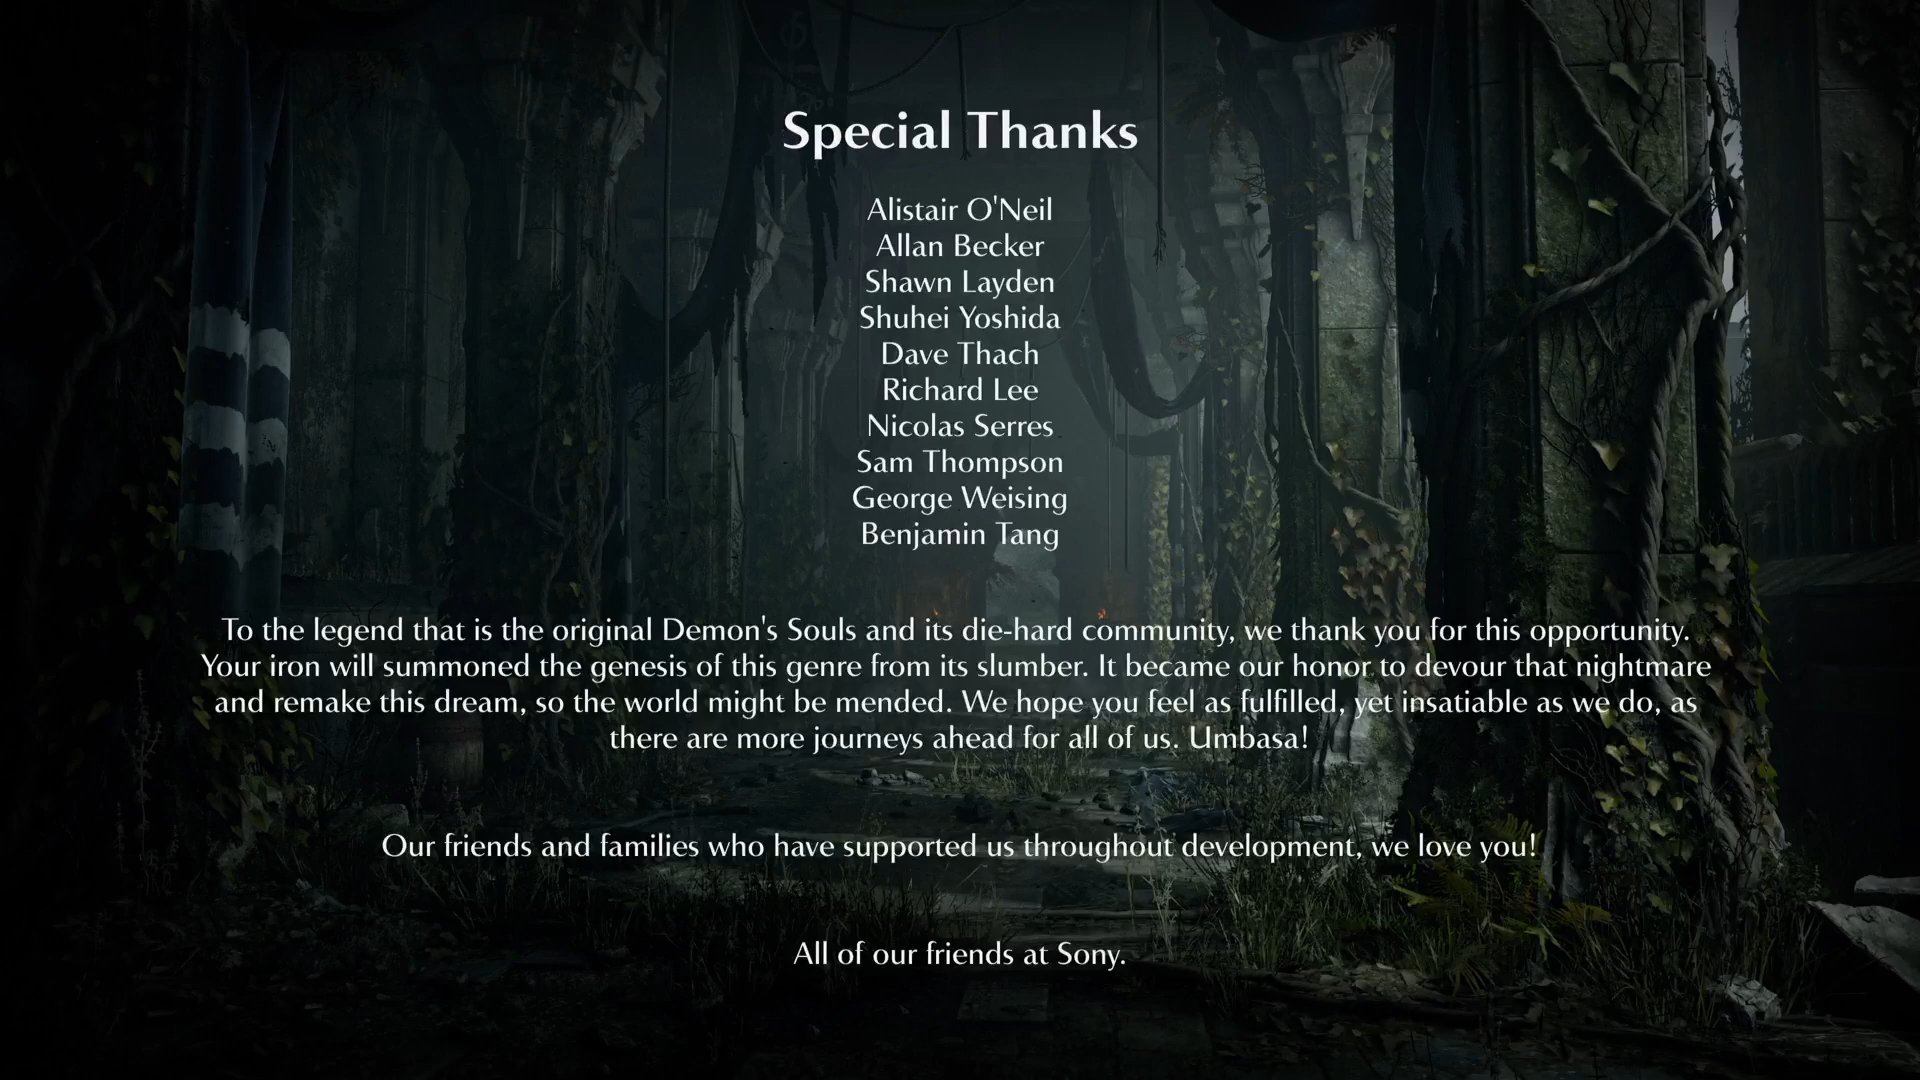 Special Thanks
Alistair O'Neil
Allan Becker
Shawn Layden
Shuhei Yoshida
Dave Thach
Richard Lee
Nicolas Serres
Sam Thompson
George Weising
Benjamin Tang
To the legend that is the original Demon's Souls and its die-hard community, we thank you for this opportunity.
Your iron will summoned the genesis of this genre from its slumber. It became our honor to devour that nightmare
and remake this dream, so the world might be mended. We hope you feel as fulfilled, yet insatiable as we do, as
there are more journeys ahead for all of us. Umbasa!
Our friends and families who have supported us throughout development, we love you!
All of our friends at Sony.